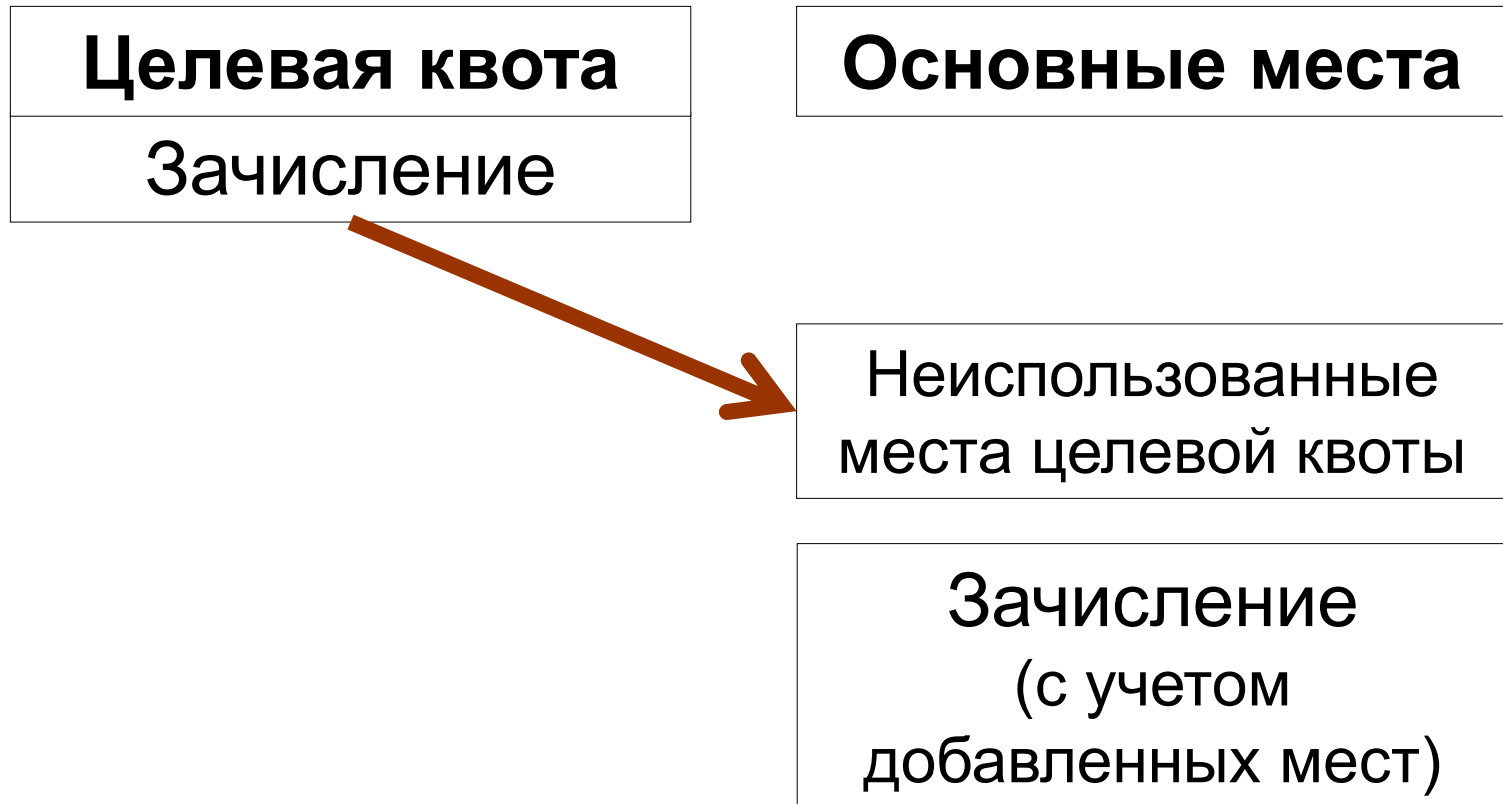 Целевая квота
Основные места
Зачисление
Неиспользованные
места целевой квоты
Зачисление
(с учетом
добавленных мест)